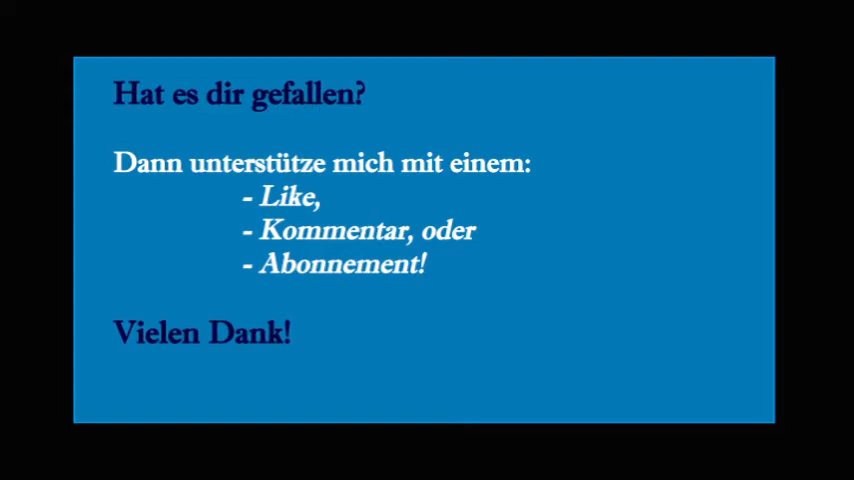 Hat es dir gefallen?
Dann unterstütze mich mit einem:
- Like,
- Kommentar, oder
- Abonnement!
Vielen Dank!